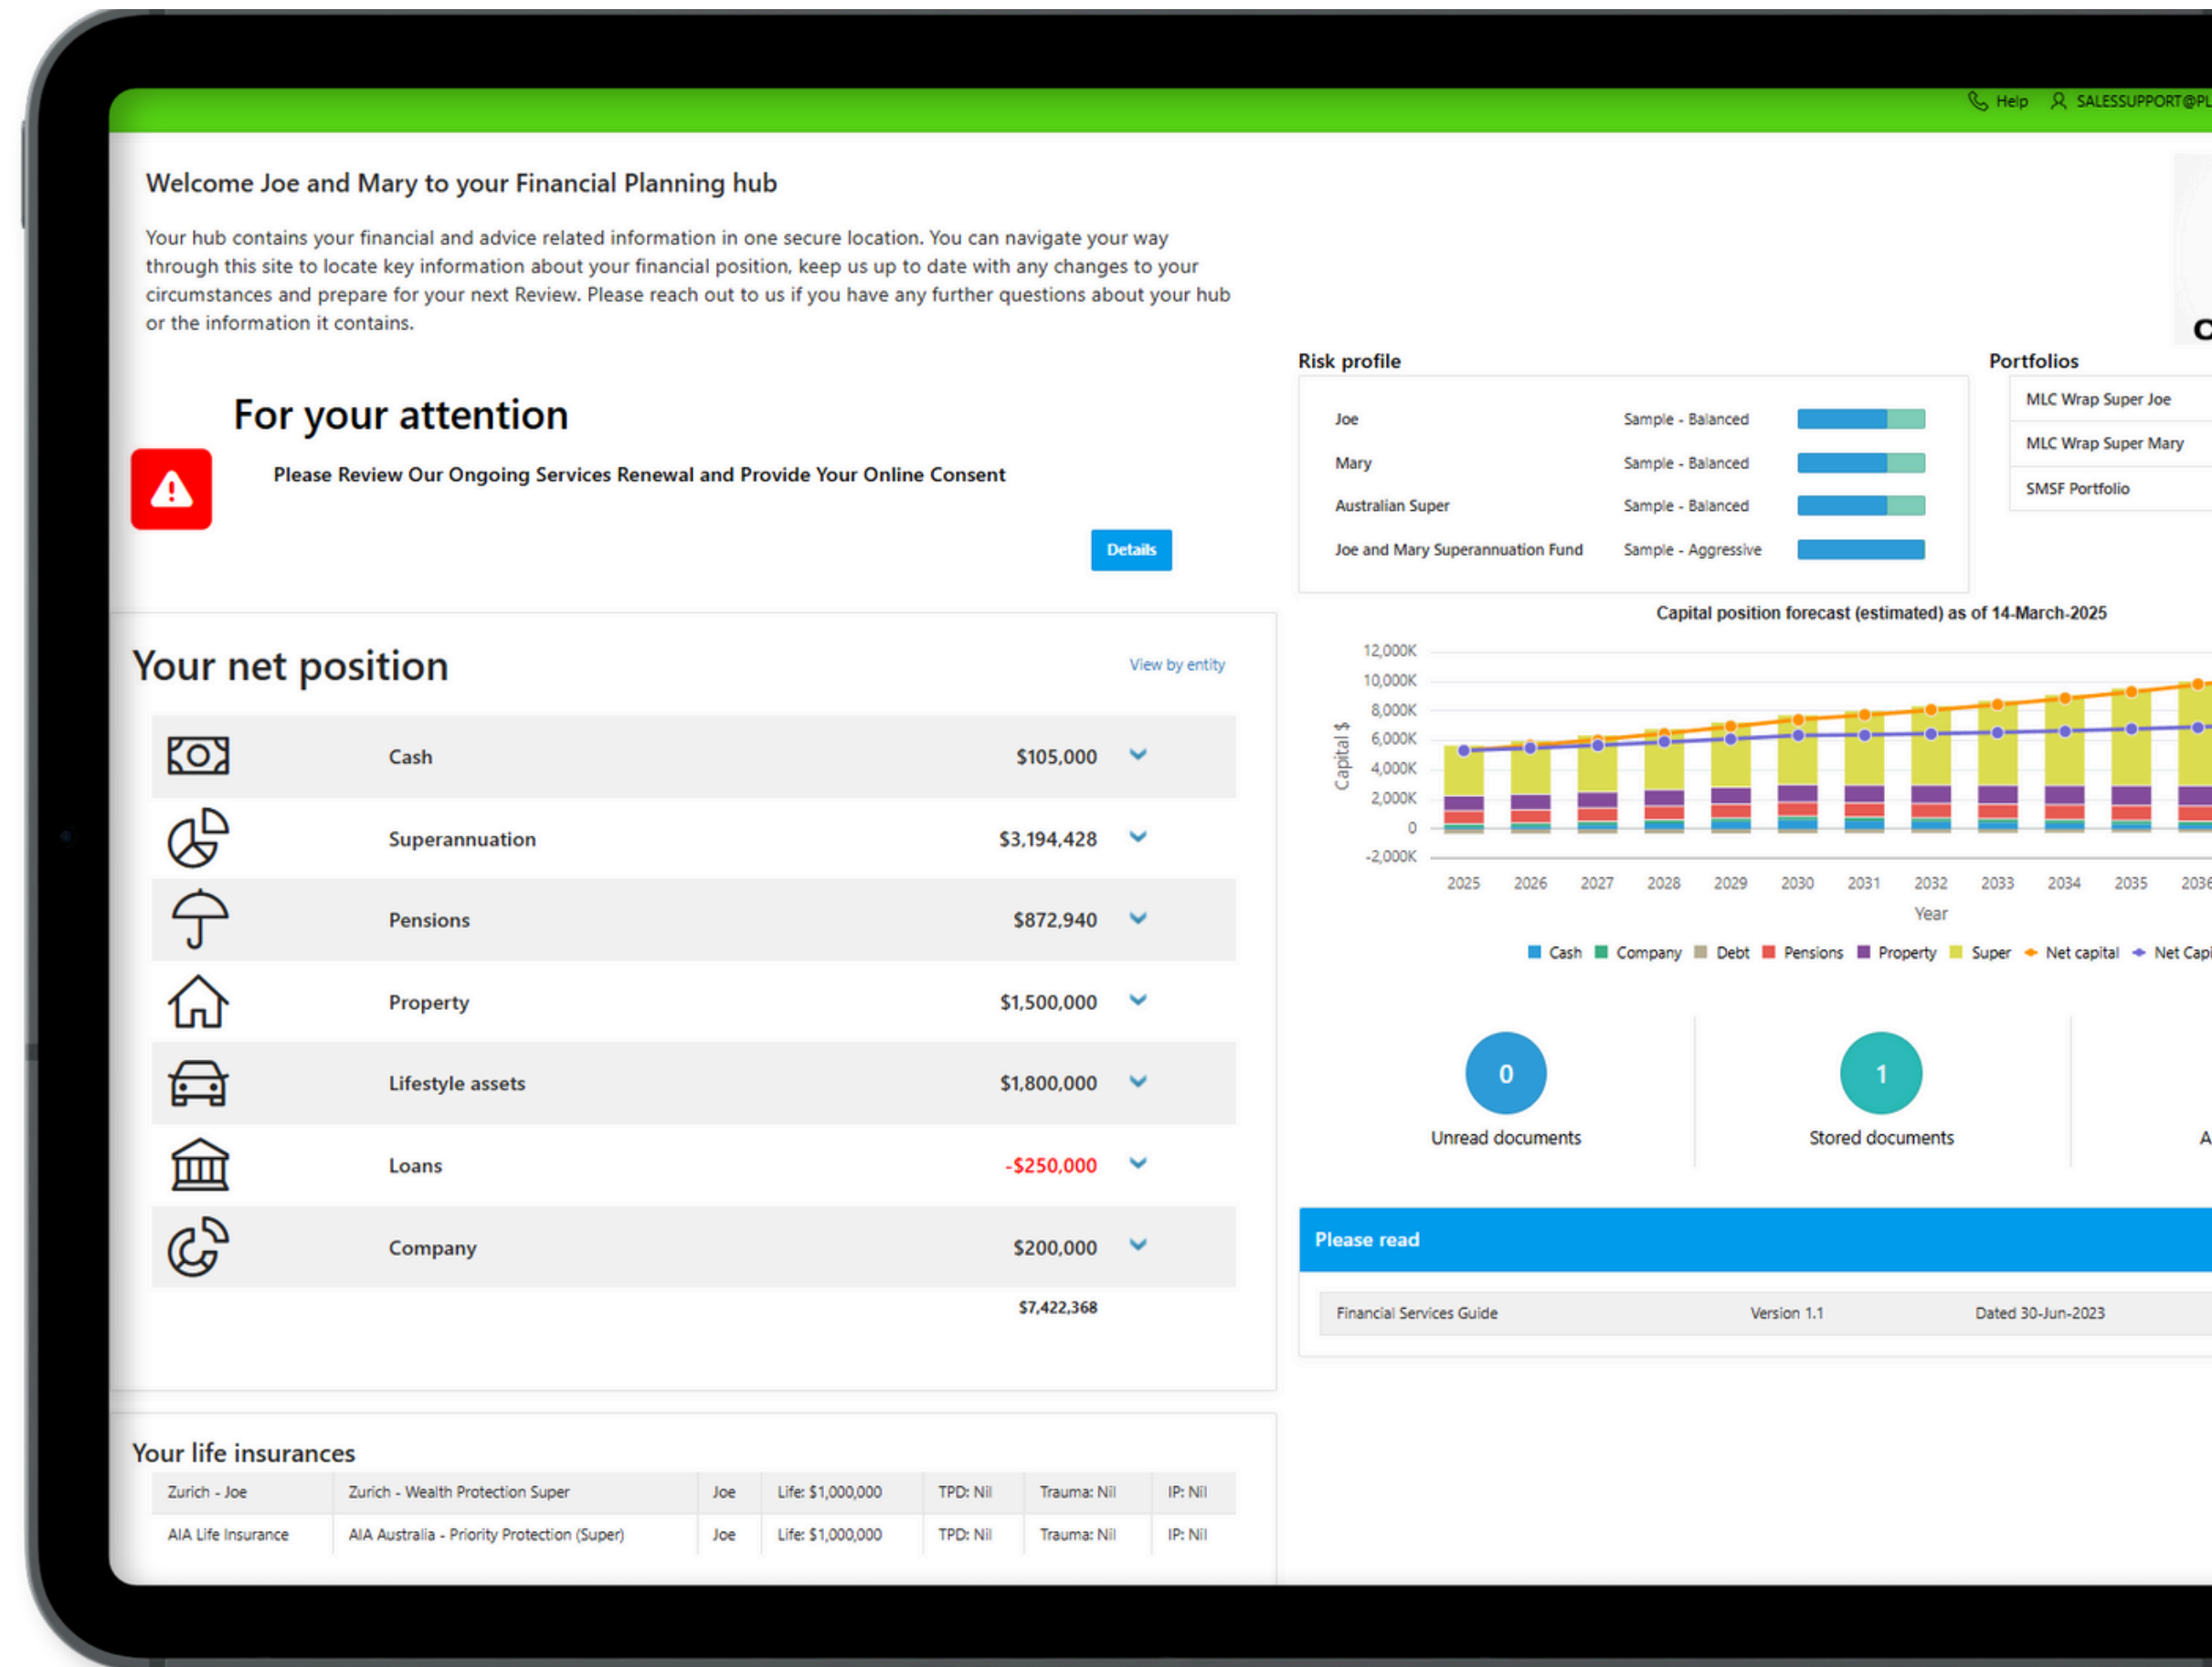 Help SALESSUPPORT@PL
Welcome Joe and Mary to your Financial Planning hub
Your hub contains your financial and advice related information in one secure location. You can navigate your way
through this site to locate key information about your financial position, keep us up to date with any changes to your
circumstances and prepare for your next Review. Please reach out to us if you have any further questions about your hub
or the information it contains.
For your attention
Please Review Our Ongoing Services Renewal and Provide Your Online Consent
Details
Your net position
View by entity
Cash $105,000
Superannuation $3,194,428
Pensions $872,940
Property $1,500,000
Lifestyle assets $1,800,000
Loans -$250,000
Company $200,000
$7,422,368
Your life insurances
Zurich - Joe Zurich - Wealth Protection Super Joe Life: $1,000,000 TPD: Nil Trauma: Nil IP: Nil
AIA Life Insurance AIA Australia - Priority Protection (Super) Joe Life: $1,000,000 TPD: Nil Trauma: Nil IP: Nil
Risk profile
Joe Sample - Balanced
Mary Sample - Balanced
Australian Super Sample - Balanced
Joe and Mary Superannuation Fund Sample - Aggressive
Portfolios
MLC Wrap Super Joe
MLC Wrap Super Mary
SMSF Portfolio
Capital position forecast (estimated) as of 14-March-2025
Capital $
12,000K
10,000K
8,000K
6,000K
4,000K
2,000K
0
-2,000K
2025 2026 2027 2028 2029 2030 2031 2032 2033 2034 2035 2036
Year
Cash Company Debt Pensions Property Super Net capital Net Capi
0
Unread documents
1
Stored documents
A
Please read
Financial Services Guide Version 1.1 Dated 30-Jun-2023